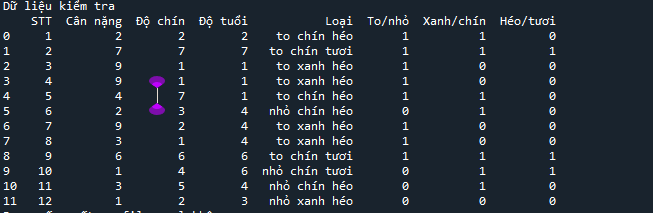 Dữ liệu kiểm tra
STT Cân nặng Độ chín Độ tuổi Loại To/nhỏ Xanh/chín Héo/tươi
0 1 2 2 2 to chín héo 1 1 0
1 2 7 7 7 to chín tươi 1 1 1
2 3 9 1 1 to xanh héo 1 0 0
3 4 9 1 1 to xanh héo 1 0 0
4 5 4 7 1 to chín héo 1 1 0
5 6 2 3 4 nhỏ chín héo 0 1 0
6 7 9 2 4 to xanh héo 1 0 0
7 8 3 1 4 to xanh héo 1 0 0
8 9 6 6 6 to chín tươi 1 1 1
9 10 1 4 6 nhỏ chín tươi 0 1 1
10 11 3 5 4 nhỏ chín héo 0 1 0
11 12 1 2 3 nhỏ xanh héo 0 0 0